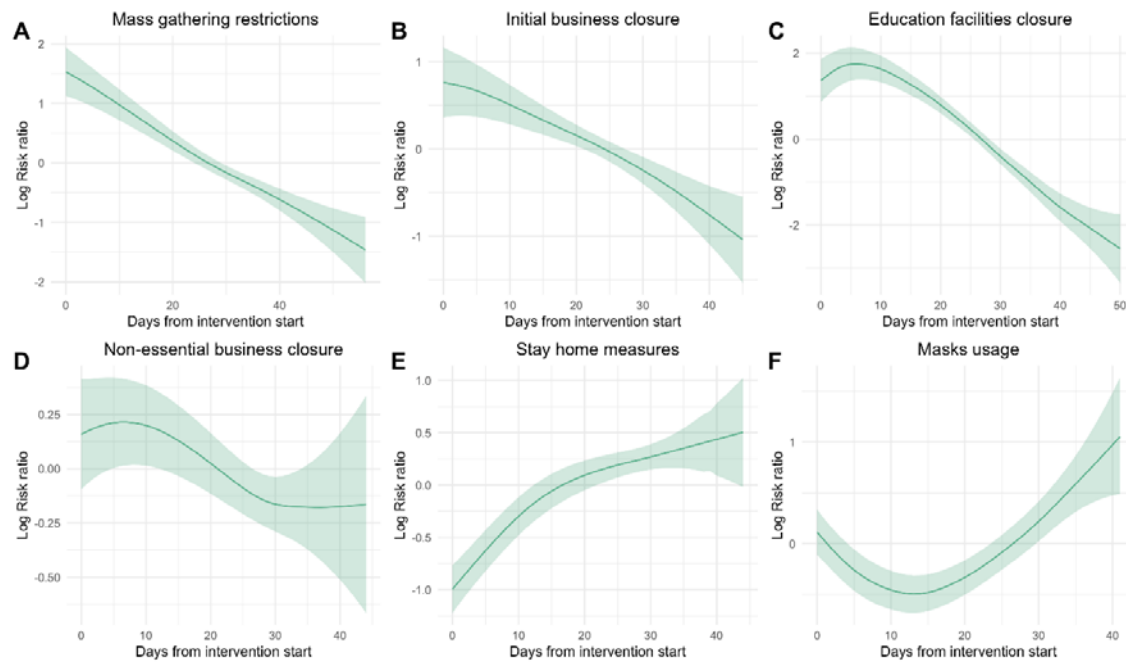 A
Mass gathering restrictions
2
1
0
-1
-2
Log Risk ratio
0 20 40
Days from intervention start
B
Initial business closure
1
0
-1
Log Risk ratio
0 10 20 30 40
Days from intervention start
C
Education facilities closure
2
0
-2
Log Risk ratio
0 10 20 30 40 50
Days from intervention start
D
Non-essential business closure
0.25
0.00
-0.25
-0.50
Log Risk ratio
0 10 20 30 40
Days from intervention start
E
Stay home measures
1.0
0.5
0.0
-0.5
-1.0
Log Risk ratio
0 10 20 30 40
Days from intervention start
F
Masks usage
1
0
Log Risk ratio
0 10 20 30 40
Days from intervention start